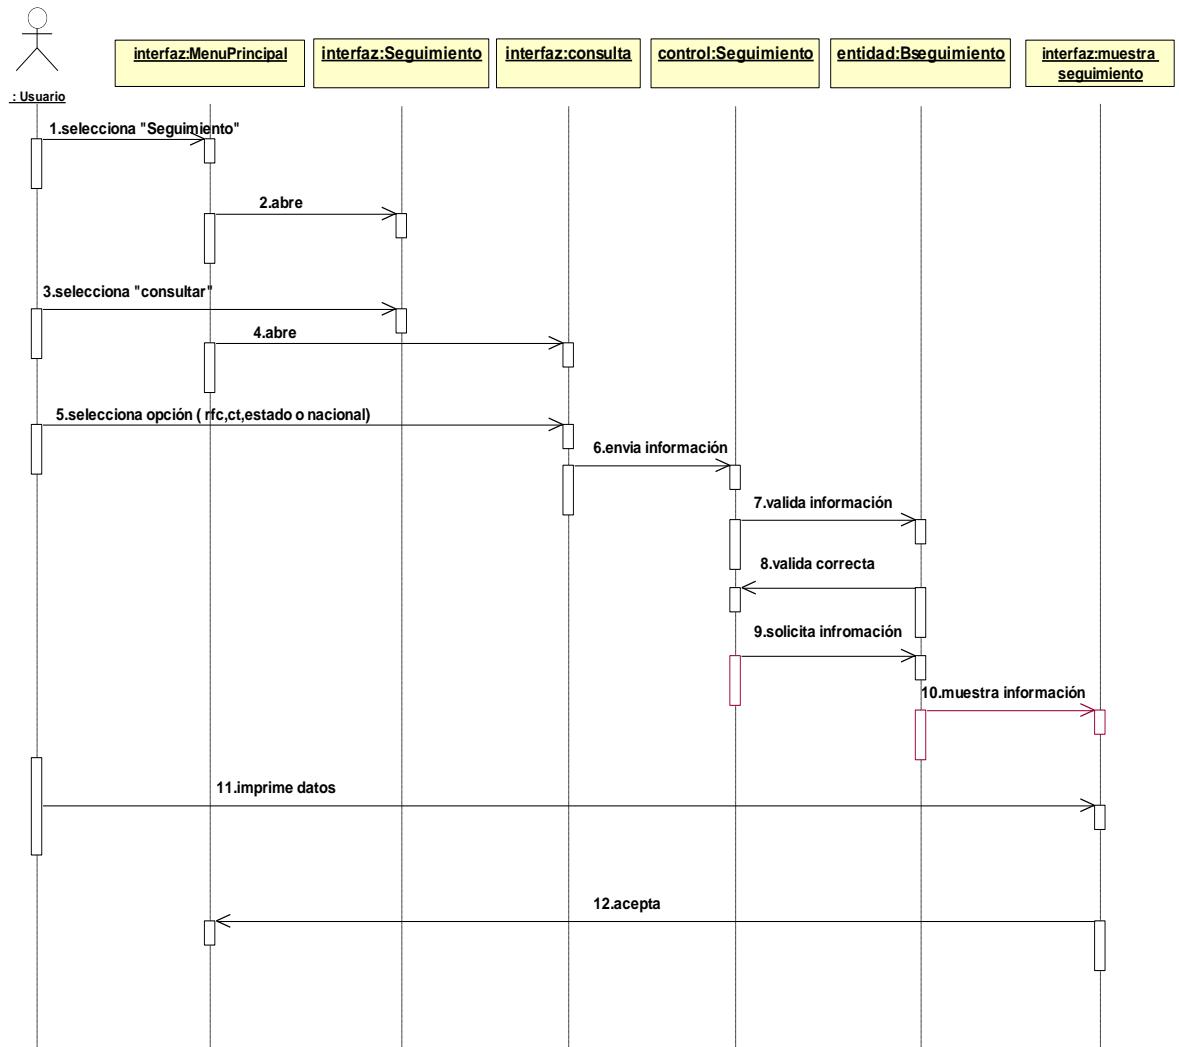 interfaz:MenuPrincipal
interfaz:Seguimiento
interfaz:consulta
control:Seguimiento
entidad:Bseguimiento
interfaz:muestra
seguimiento
: Usuario
1.selecciona "Seguimiento"
2.abre
3.selecciona "consultar"
4.abre
5.selecciona opción ( rfc,ct,estado o nacional)
6.envia información
7.valida información
8.valida correcta
9.solicita infromación
10.muestra información
11.imprime datos
12.acepta